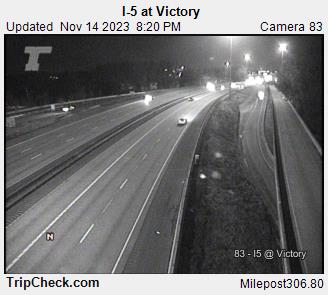 I-5 at Victory
Updated Nov 14 2023 8:20 PM Camera 83
T
N
83 - I5 @ Victory
TripCheck.com Milepost306.80